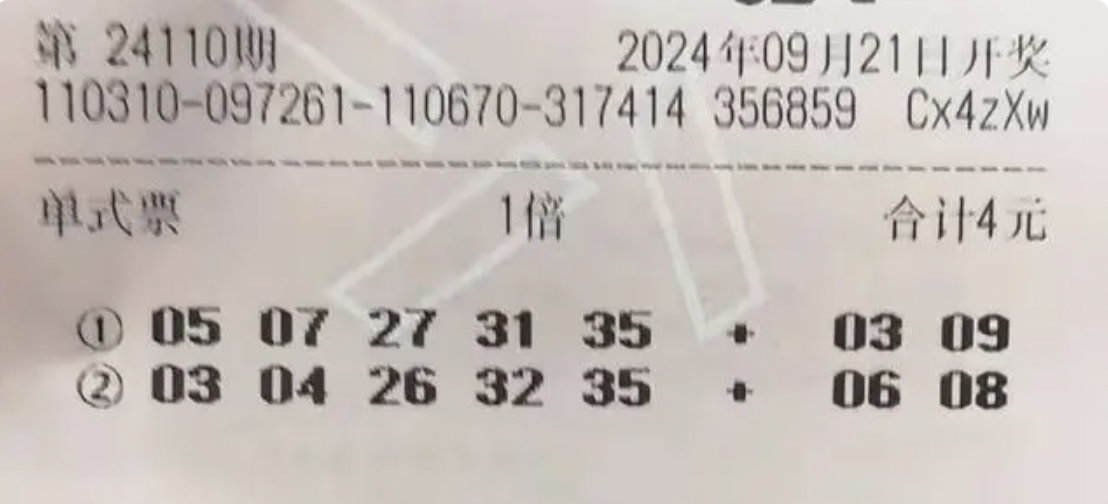 第 24110期 2024年09月21日开奖
110310-097261-110670-317414 356859 Cx4zXw
单式票 1倍 合计4元
① 05 07 27 31 35 + 03 09
② 03 04 26 32 35 + 06 08